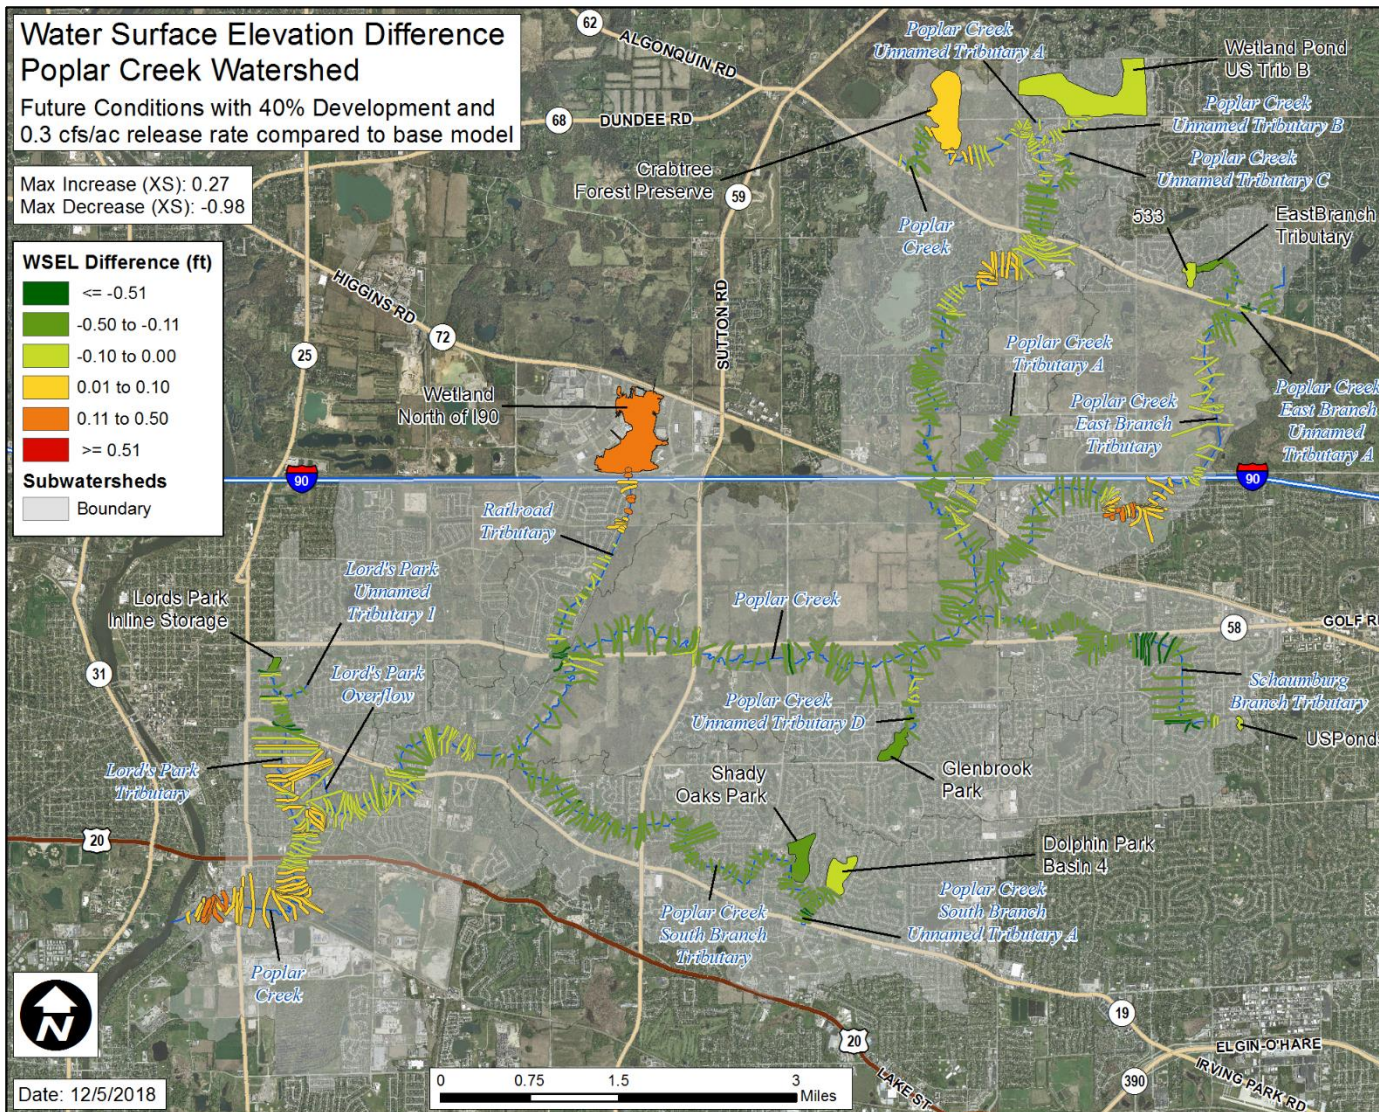 Water Surface Elevation Difference
Poplar Creek Watershed
Future Conditions with 40% Development and
0.3 cfs/ac release rate compared to base model
Max Increase (XS): 0.27
Max Decrease (XS): -0.98
WSEL Difference (ft)
<= -0.51
-0.50 to -0.11
-0.10 to 0.00
0.01 to 0.10
0.11 to 0.50
>= 0.51
Subwatersheds
Boundary
62
ALGONQUIN RD
68
DUNDEE RD
Poplar Creek
Unnamed Tributary A
Wetland Pond
US Trib B
Poplar Creek
Unnamed Tributary B
Poplar Creek
Unnamed Tributary C
Crabtree
Forest Preserve
59
Poplar
Creek
533
EastBranch
Tributary
HIGGINS RD
72
25
SUTTON RD
Poplar Creek
Tributary A
Wetland
North of I90
Poplar Creek
East Branch
Tributary
Poplar Creek
East Branch
Unnamed
Tributary A
90
90
Railroad
Tributary
Lord's Park
Unnamed
Tributary 1
Lords Park
Inline Storage
Poplar Creek
58
GOLF R
31
Lord's Park
Overflow
Poplar Creek
Unnamed Tributary D
Schaumburg
Branch Tributary
USPonds
Lord's Park
Tributary
Shady
Oaks Park
Glenbrook
Park
20
Dolphin Park
Basin 4
Poplar Creek
South Branch
Tributary
Poplar Creek
South Branch
Unnamed Tributary A
Poplar
Creek
N
19
20
LAKE ST
ELGIN-O'HARE
390
IRVING PARK RD
Date: 12/5/2018
0 0.75 1.5 3
Miles